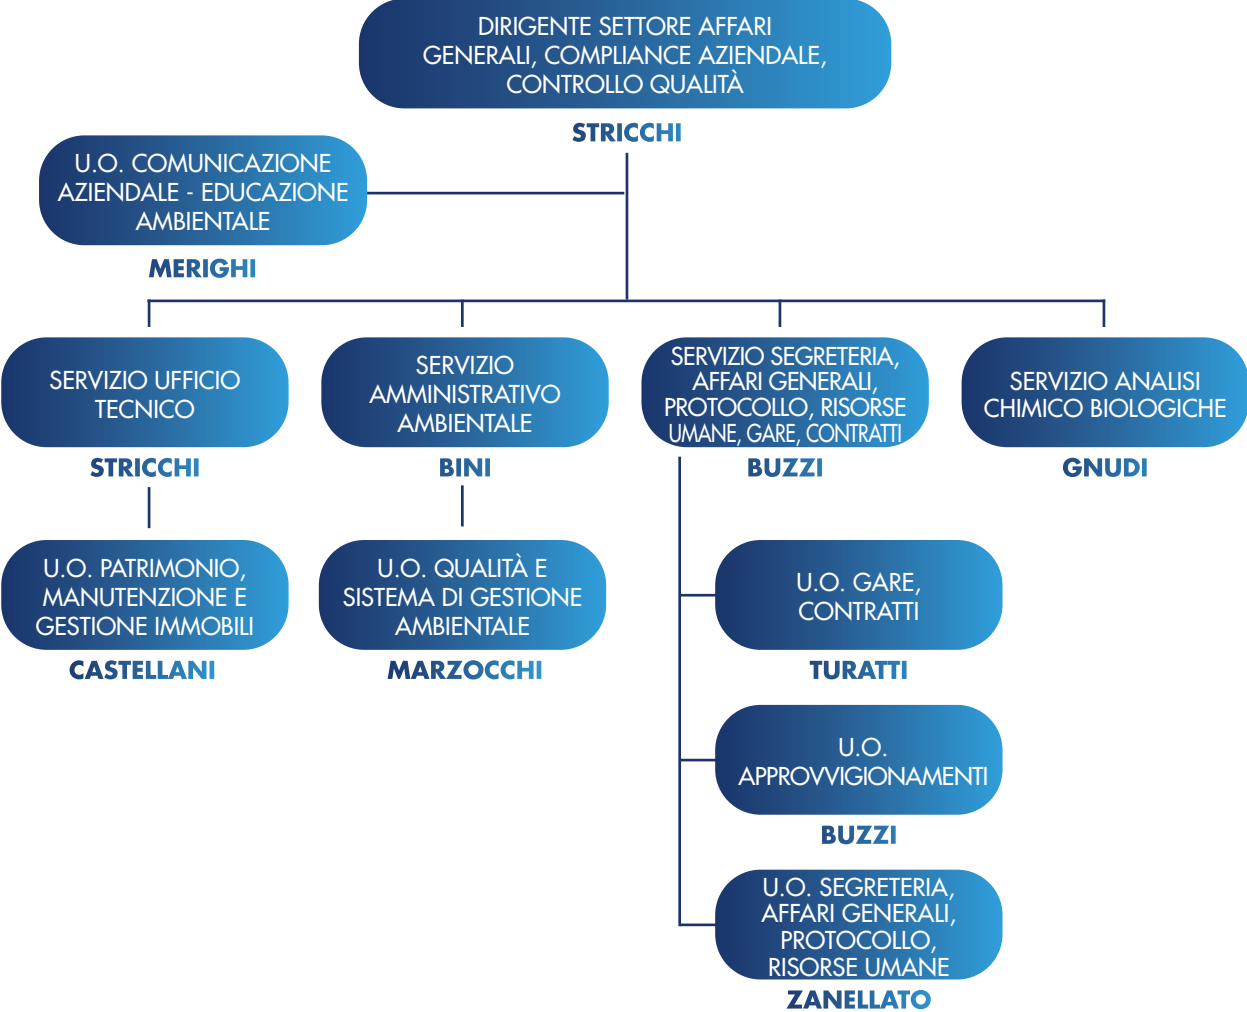 DIRIGENTE SETTORE AFFARI
GENERALI, COMPLIANCE AZIENDALE,
CONTROLLO QUALITÀ
STRICCHI
U.O. COMUNICAZIONE
AZIENDALE - EDUCAZIONE
AMBIENTALE
MERIGHI
SERVIZIO UFFICIO
TECNICO
STRICCHI
SERVIZIO
AMMINISTRATIVO
AMBIENTALE
BINI
SERVIZIO SEGRETERIA,
AFFARI GENERALI,
PROTOCOLLO, RISORSE
UMANE, GARE, CONTRATTI
BUZZI
SERVIZIO ANALISI
CHIMICO BIOLOGICHE
GNUDI
U.O. PATRIMONIO,
MANUTENZIONE E
GESTIONE IMMOBILI
CASTELLANI
U.O. QUALITÀ E
SISTEMA DI GESTIONE
AMBIENTALE
MARZOCCHI
U.O. GARE,
CONTRATTI
TURATTI
U.O.
APPROVVIGIONAMENTI
BUZZI
U.O. SEGRETERIA,
AFFARI GENERALI,
PROTOCOLLO,
RISORSE UMANE
ZANELLATO